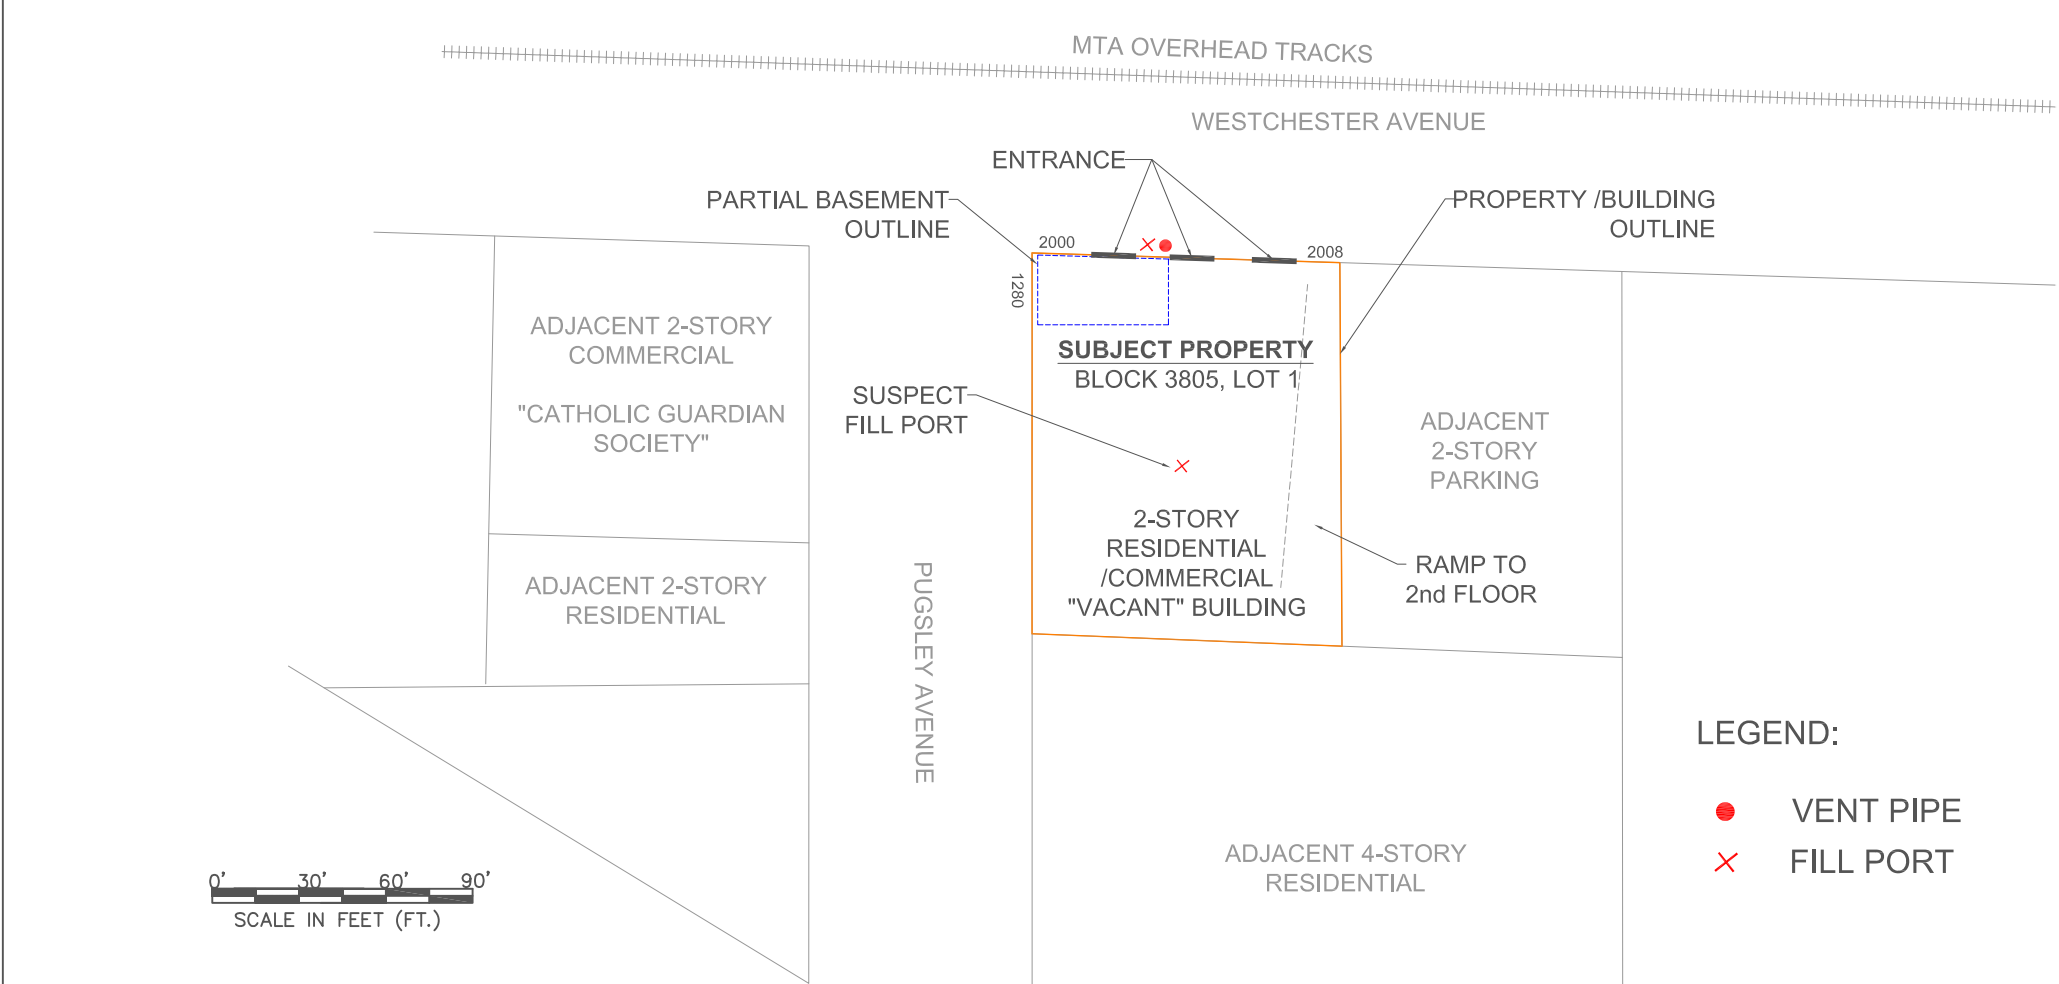 MTA OVERHEAD TRACKS
WESTCHESTER AVENUE
ENTRANCE
PARTIAL BASEMENT
OUTLINE
PROPERTY /BUILDING
OUTLINE
2000
2008
1280
ADJACENT 2-STORY
COMMERCIAL
"CATHOLIC GUARDIAN
SOCIETY"
SUBJECT PROPERTY
BLOCK 3805, LOT 1
SUSPECT
FILL PORT
ADJACENT
2-STORY
PARKING
2-STORY
RESIDENTIAL
/COMMERCIAL
"VACANT" BUILDING
RAMP TO
2nd FLOOR
ADJACENT 2-STORY
RESIDENTIAL
PUGSLEY AVENUE
LEGEND:
VENT PIPE
FILL PORT
ADJACENT 4-STORY
RESIDENTIAL
0' 30' 60' 90'
SCALE IN FEET (FT.)